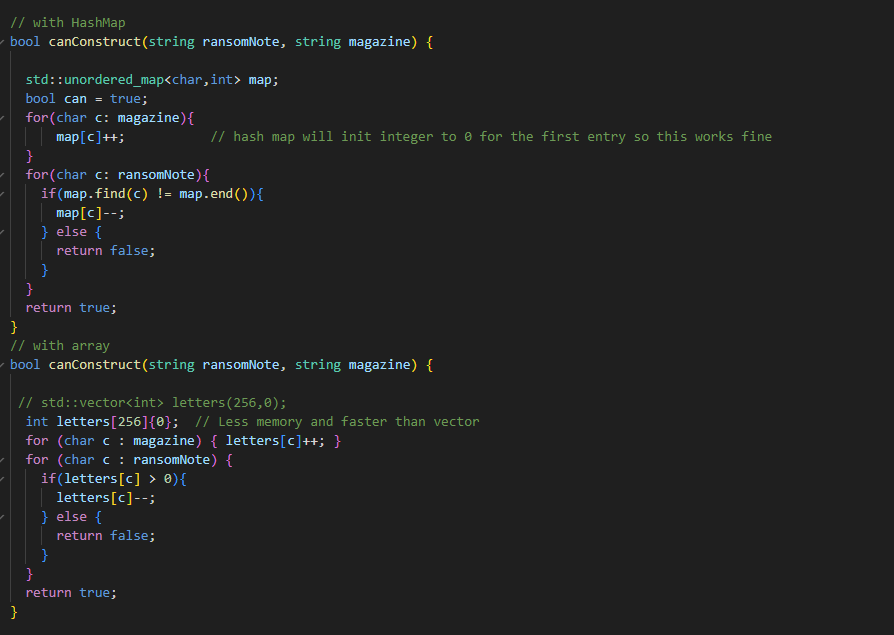 // with HashMap
bool canConstruct(string ransomNote, string magazine) {
std::unordered_map<char,int> map;
bool can = true;
for(char c: magazine){
map[c]++;           // hash map will init integer to 0 for the first entry so this works fine
}
for(char c: ransomNote){
if(map.find(c) != map.end()){
map[c]--;
} else {
return false;
}
}
return true;
}
// with array
bool canConstruct(string ransomNote, string magazine) {
// std::vector<int> letters(256,0);
int letters[256]{0};  // Less memory and faster than vector
for (char c : magazine) { letters[c]++; }
for (char c : ransomNote) {
if(letters[c] > 0){
letters[c]--;
} else {
return false;
}
}
return true;
}